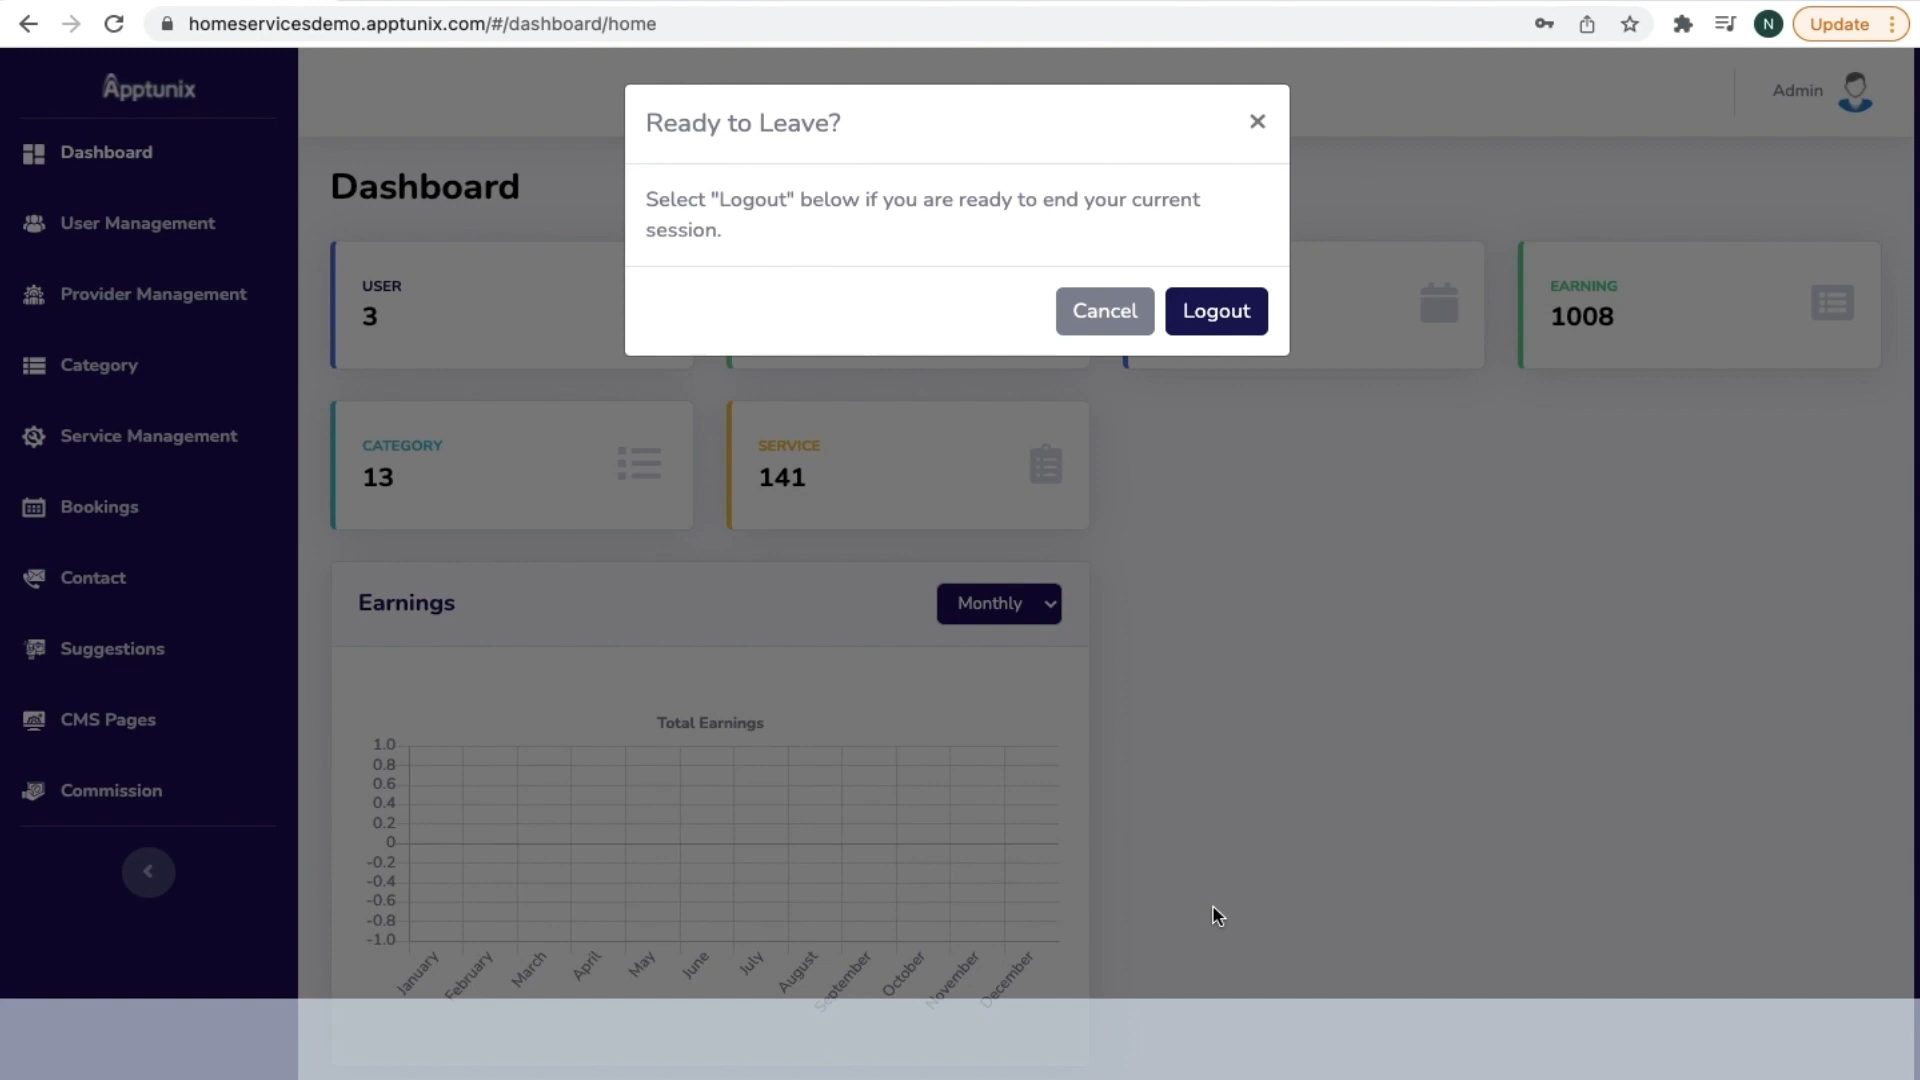 homeservicesdemo.apptunix.com/#/dashboard/home
N
Update
Apptunix
Admin
Dashboard
User Management
Provider Management
Category
Service Management
Bookings
Contact
Suggestions
CMS Pages
Commission
Ready to Leave?
×
Select "Logout" below if you are ready to end your current
session.
Cancel
Logout
Dashboard
USER
3
EARNING
1008
CATEGORY
13
SERVICE
141
Earnings
Monthly
Total Earnings
1.0
0.8
0.6
0.4
0.2
0
-0.2
-0.4
-0.6
-0.8
-1.0
January
February
March
April
May
June
July
August
September
October
November
December